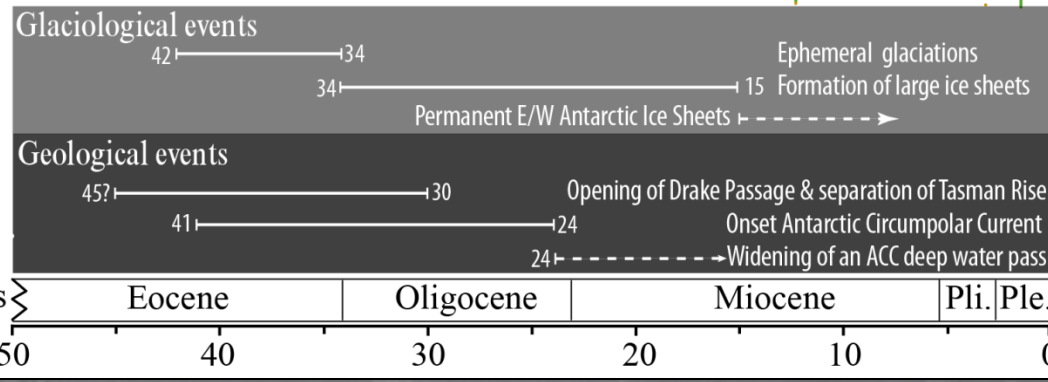 Glaciological events
42 34 Ephemeral glaciations
34 15 Formation of large ice sheets
Permanent E/W Antarctic Ice Sheets
Geological events
45? 30 Opening of Drake Passage & separation of Tasman Rise
41 24 Onset Antarctic Circumpolar Current
24 Widening of an ACC deep water pass
s Eocene Oligocene Miocene Pli. Ple.
50 40 30 20 10 0